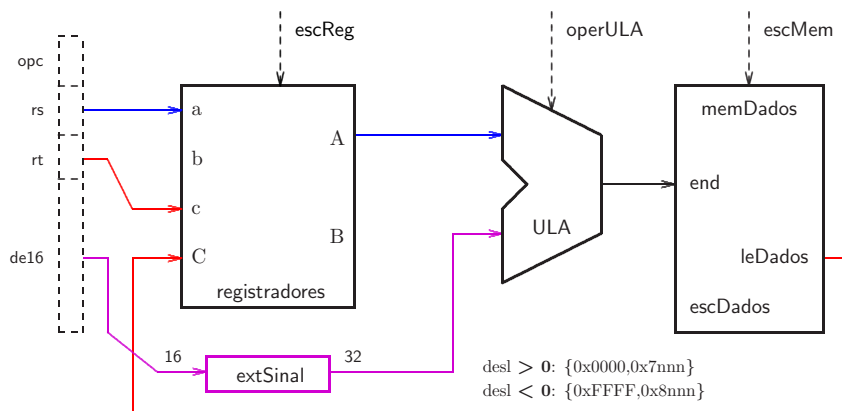 escReg
operULA
escMem
opc
rs
a
memDados
A
rt
b
end
c
B
ULA
de16
C
leDados
registradores
escDados
16
32
extSinal
desl > 0: {0x0000,0x7nnn}
desl < 0: {0xFFFF,0x8nnn}